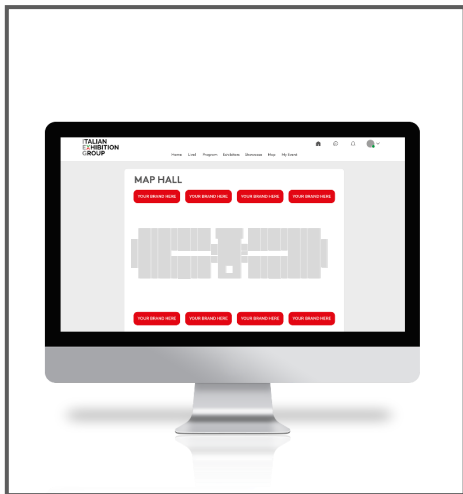 ITALIAN
EXHIBITION
GROUP
Home Live! Program Exhibitors Showcase Map My Event
MAP HALL
YOUR BRAND HERE YOUR BRAND HERE YOUR BRAND HERE YOUR BRAND HERE
YOUR BRAND HERE YOUR BRAND HERE YOUR BRAND HERE YOUR BRAND HERE